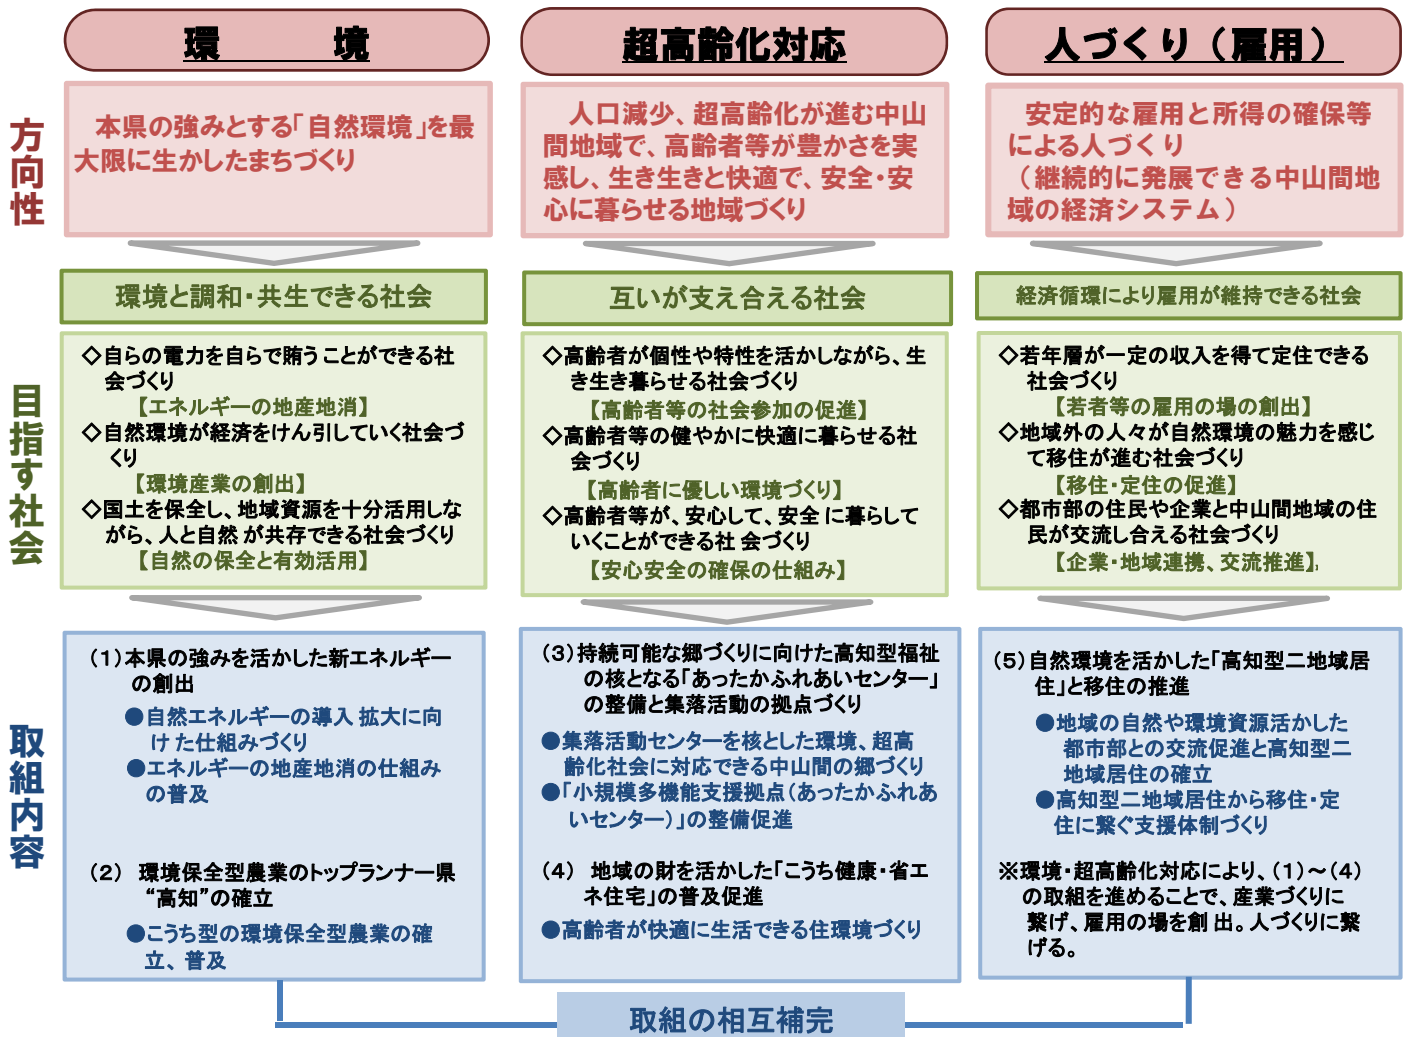 環　境
超高齢化対応
人づくり（雇用）
方向性
本県の強みとする「自然環境」を最
大限に生かしたまちづくり
人口減少、超高齢化が進む中山
間地域で、高齢者等が豊かさを実
感し、生き生きと快適で、安全・安
心に暮らせる地域づくり
安定的な雇用と所得の確保等
による人づくり
（継続的に発展できる中山間地
域の経済システム）
目指す社会
環境と調和・共生できる社会
◇自らの電力を自らで賄うことができる社
会づくり
【エネルギーの地産地消】
◇自然環境が経済をけん引していく社会づ
くり
【環境産業の創出】
◇国土を保全し、地域資源を十分活用しな
がら、人と自然が共存できる社会づくり
【自然の保全と有効活用】
互いが支え合える社会
◇高齢者が個性や特性を活かしながら、生
き生き暮らせる社会づくり
【高齢者等の社会参加の促進】
◇高齢者等の健やかに快適に暮らせる社
会づくり
【高齢者に優しい環境づくり】
◇高齢者等が、安心して、安全に暮らして
いくことができる社会づくり
【安心安全の確保の仕組み】
経済循環により雇用が維持できる社会
◇若年層が一定の収入を得て定住できる
社会づくり
【若者等の雇用の場の創出】
◇地域外の人々が自然環境の魅力を感じ
て移住が進む社会づくり
【移住・定住の促進】
◇都市部の住民や企業と中山間地域の住
民が交流し合える社会づくり
【企業・地域連携、交流推進】
取組内容
（１）本県の強みを活かした新エネルギー
の創出
●自然エネルギーの導入拡大に向
けた仕組みづくり
●エネルギーの地産地消の仕組み
の普及
（２）　環境保全型農業のトップランナー県
“高知”の確立
●こうち型の環境保全型農業の確
立、普及
（３）持続可能な郷づくりに向けた高知型福祉
の核となる「あったかふれあいセンター」
の整備と集落活動の拠点づくり
●集落活動センターを核とした環境、超高
齢化社会に対応できる中山間の郷づくり
●「小規模多機能支援拠点（あったかふれあ
いセンター）」の整備促進
（４）　地域の財を活かした「こうち健康・省エ
ネ住宅」の普及促進
●高齢者が快適に生活できる住環境づくり
（５）自然環境を活かした「高知型二地域居
住」と移住の推進
●地域の自然や環境資源活かした
都市部との交流促進と高知型二
地域居住の確立
●高知型二地域居住から移住・定
住に繋ぐ支援体制づくり
※環境・超高齢化対応により、（１）～（４）
の取組を進めることで、産業づくりに
繋げ、雇用の場を創出。人づくりに繋
げる。
取組の相互補完